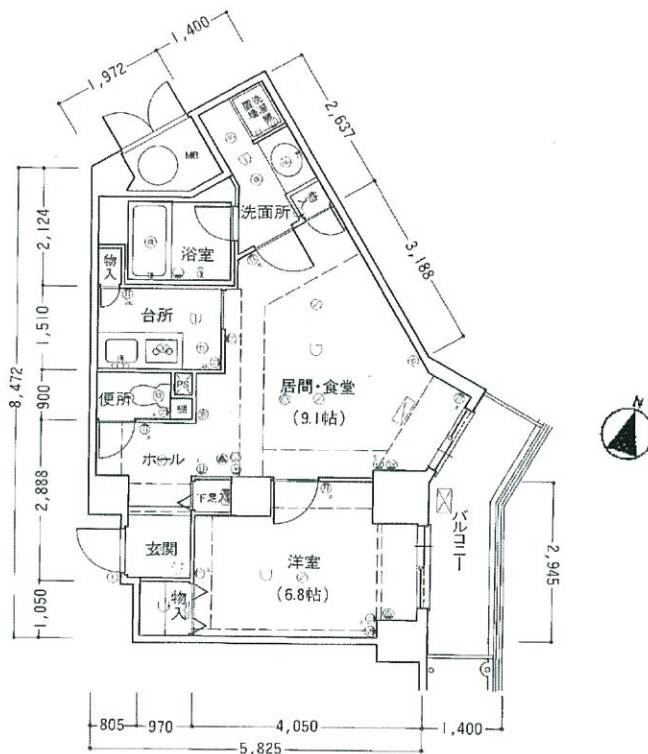 1,400
1,972
2,637
3,188
MB
洗濯機
置場
洗面所
物入
浴室
物入
台所
PS
棚
便所
居間・食堂
(9.1帖)
ホール
下足入
玄関
洋室
(6.8帖)
物入
バルコニー
N
2,124
1,510
900
2,888
1,050
8,472
2,945
805
970
4,050
1,400
5,825